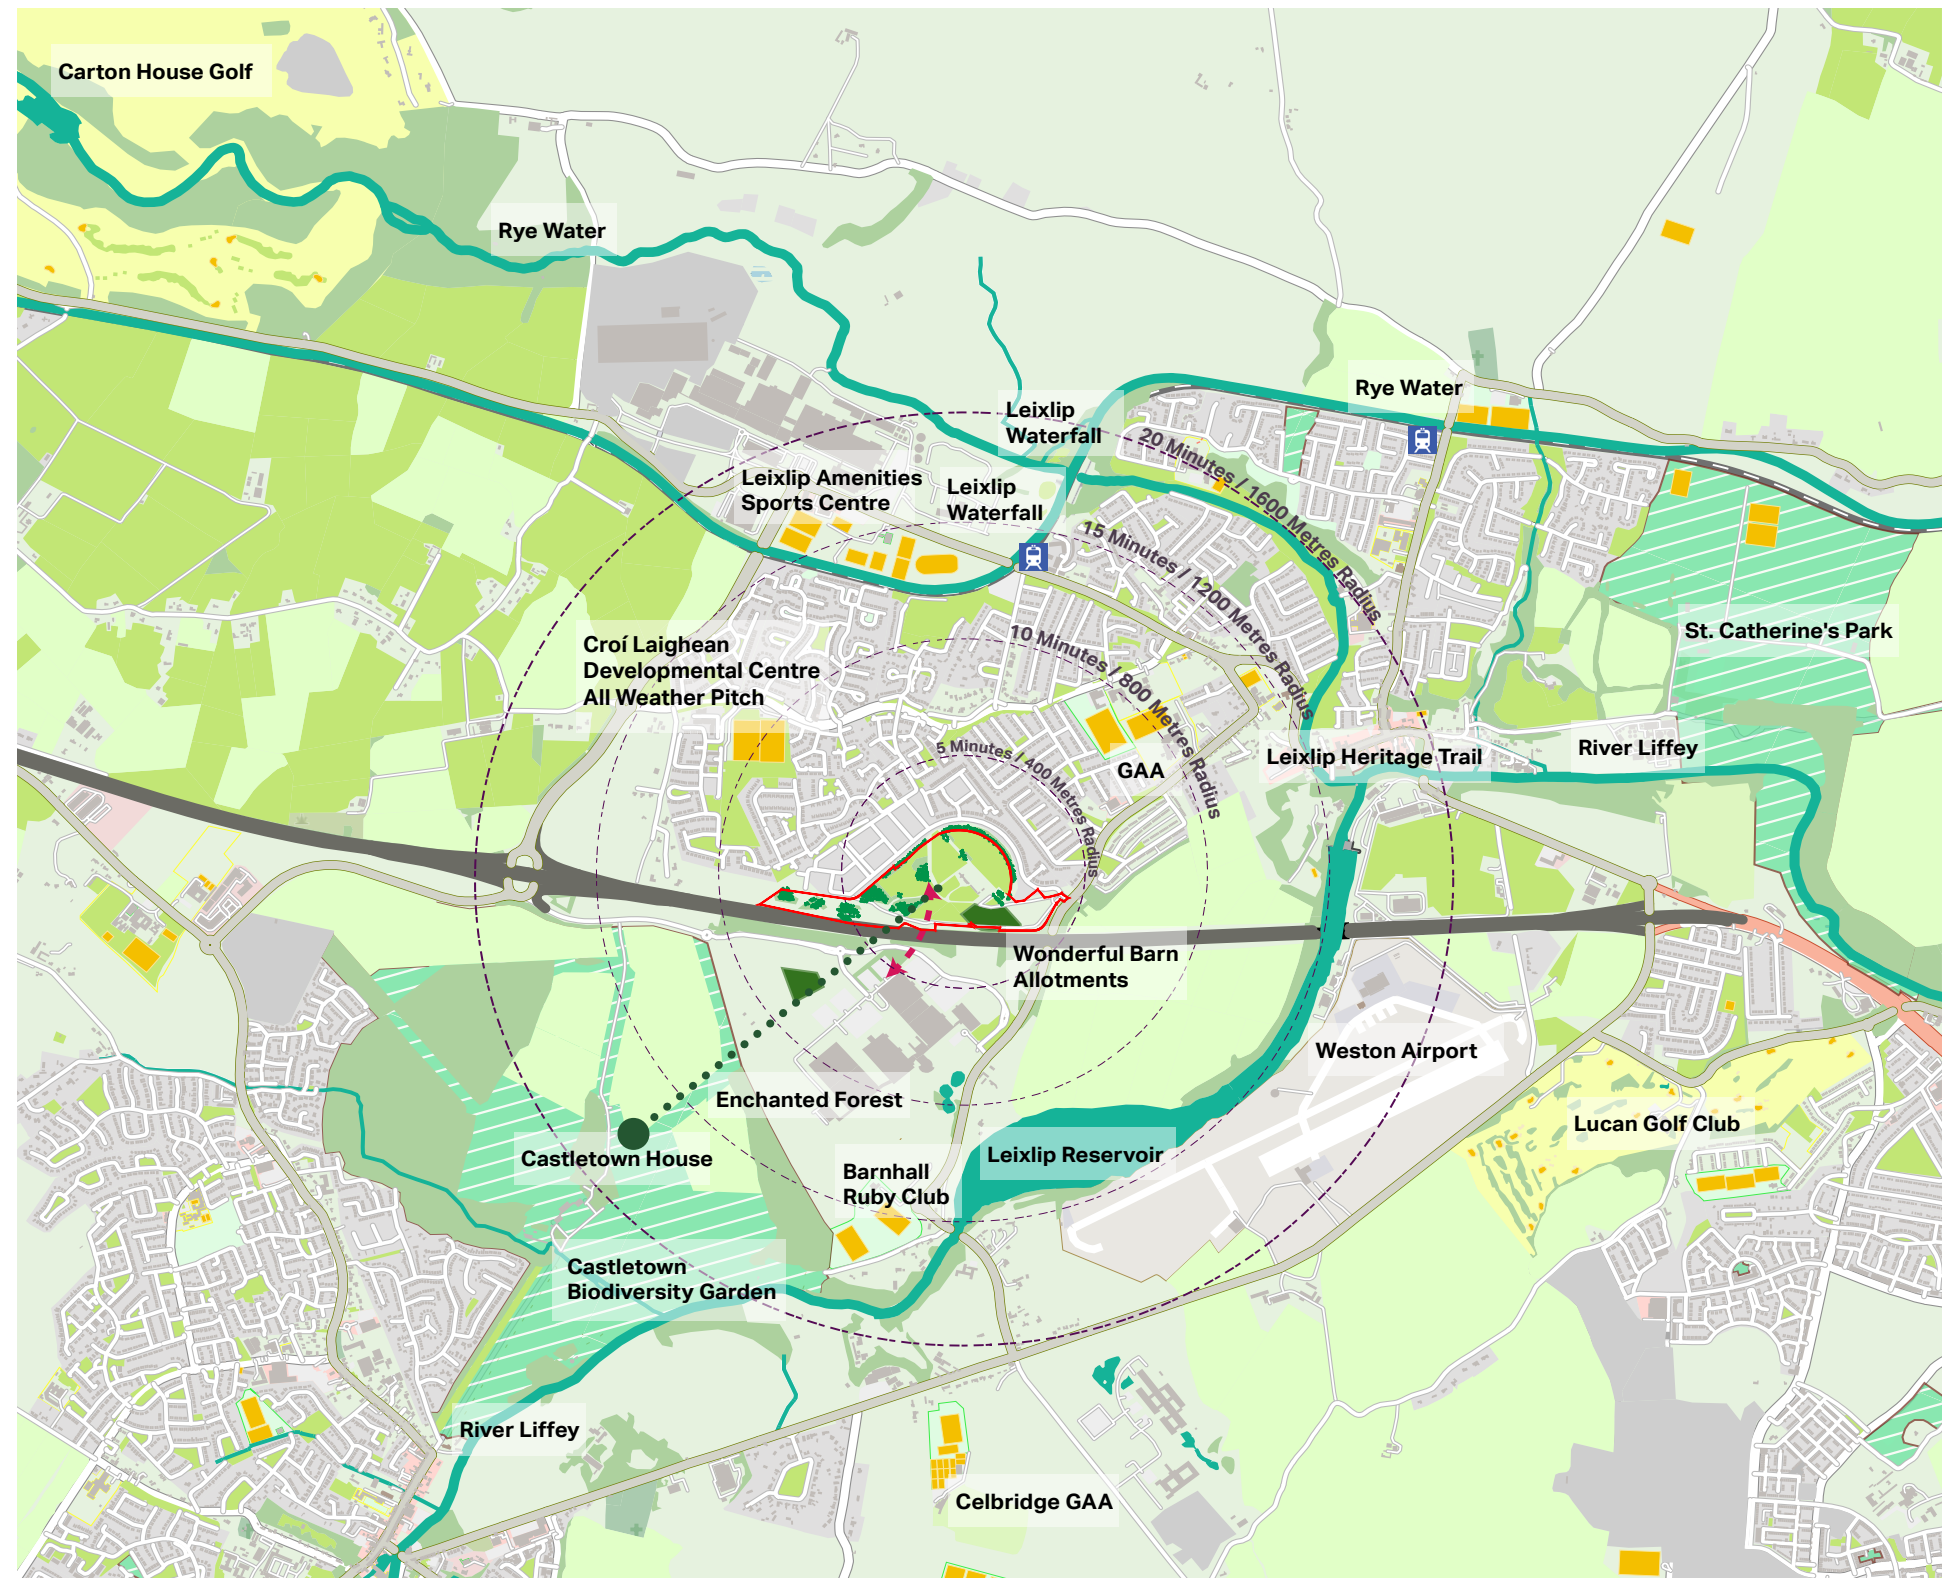 Carton House Golf
Rye Water
Rye Water
Leixlip
Waterfall
20 Minutes / 1600 Metres Radius
Leixlip Amenities
Sports Centre
Leixlip
Waterfall
15 Minutes / 1200 Metres Radius
Croí Laighean
Developmental Centre
All Weather Pitch
10 Minutes / 800 Metres Radius
St. Catherine's Park
5 Minutes / 400 Metres Radius
GAA
Leixlip Heritage Trail
River Liffey
Wonderful Barn
Allotments
Weston Airport
Enchanted Forest
Lucan Golf Club
Castletown House
Leixlip Reservoir
Barnhall
Ruby Club
Castletown
Biodiversity Garden
River Liffey
Celbridge GAA